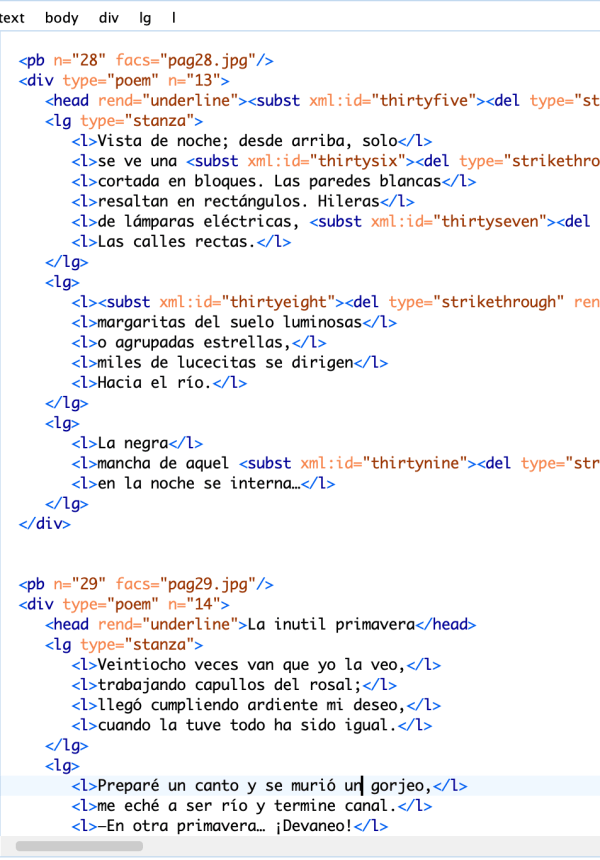 text body div lg l
<pb n="28" facs="pag28.jpg"/>
<div type="poem" n="13">
<head rend="underline"><subst xml:id="thirtyfive"><del type="st
<lg type="stanza">
<l>Vista de noche; desde arriba, solo</l>
<l>se ve una <subst xml:id="thirtysix"><del type="strikethro
<l>cortada en bloques. Las paredes blancas</l>
<l>resaltan en rectángulos. Hileras</l>
<l>de lámparas eléctricas, <subst xml:id="thirtyseven"><del
<l>Las calles rectas.</l>
</lg>
<lg>
<l><subst xml:id="thirtyeight"><del type="strikethrough" ren
<l>margaritas del suelo luminosas</l>
<l>o agrupadas estrellas,</l>
<l>miles de lucecitas se dirigen</l>
<l>Hacia el río.</l>
</lg>
<lg>
<l>La negra</l>
<l>mancha de aquel <subst xml:id="thirtynine"><del type="str
<l>en la noche se interna…</l>
</lg>
</div>
<pb n="29" facs="pag29.jpg"/>
<div type="poem" n="14">
<head rend="underline">La inutil primavera</head>
<lg type="stanza">
<l>Veintiocho veces van que yo la veo,</l>
<l>trabajando capullos del rosal;</l>
<l>llegó cumpliendo ardiente mi deseo,</l>
<l>cuando la tuve todo ha sido igual.</l>
</lg>
<lg>
<l>Preparé un canto y se murió un gorjeo,</l>
<l>me eché a ser río y termine canal.</l>
<l>—En otra primavera… ¡Devaneo!</l>